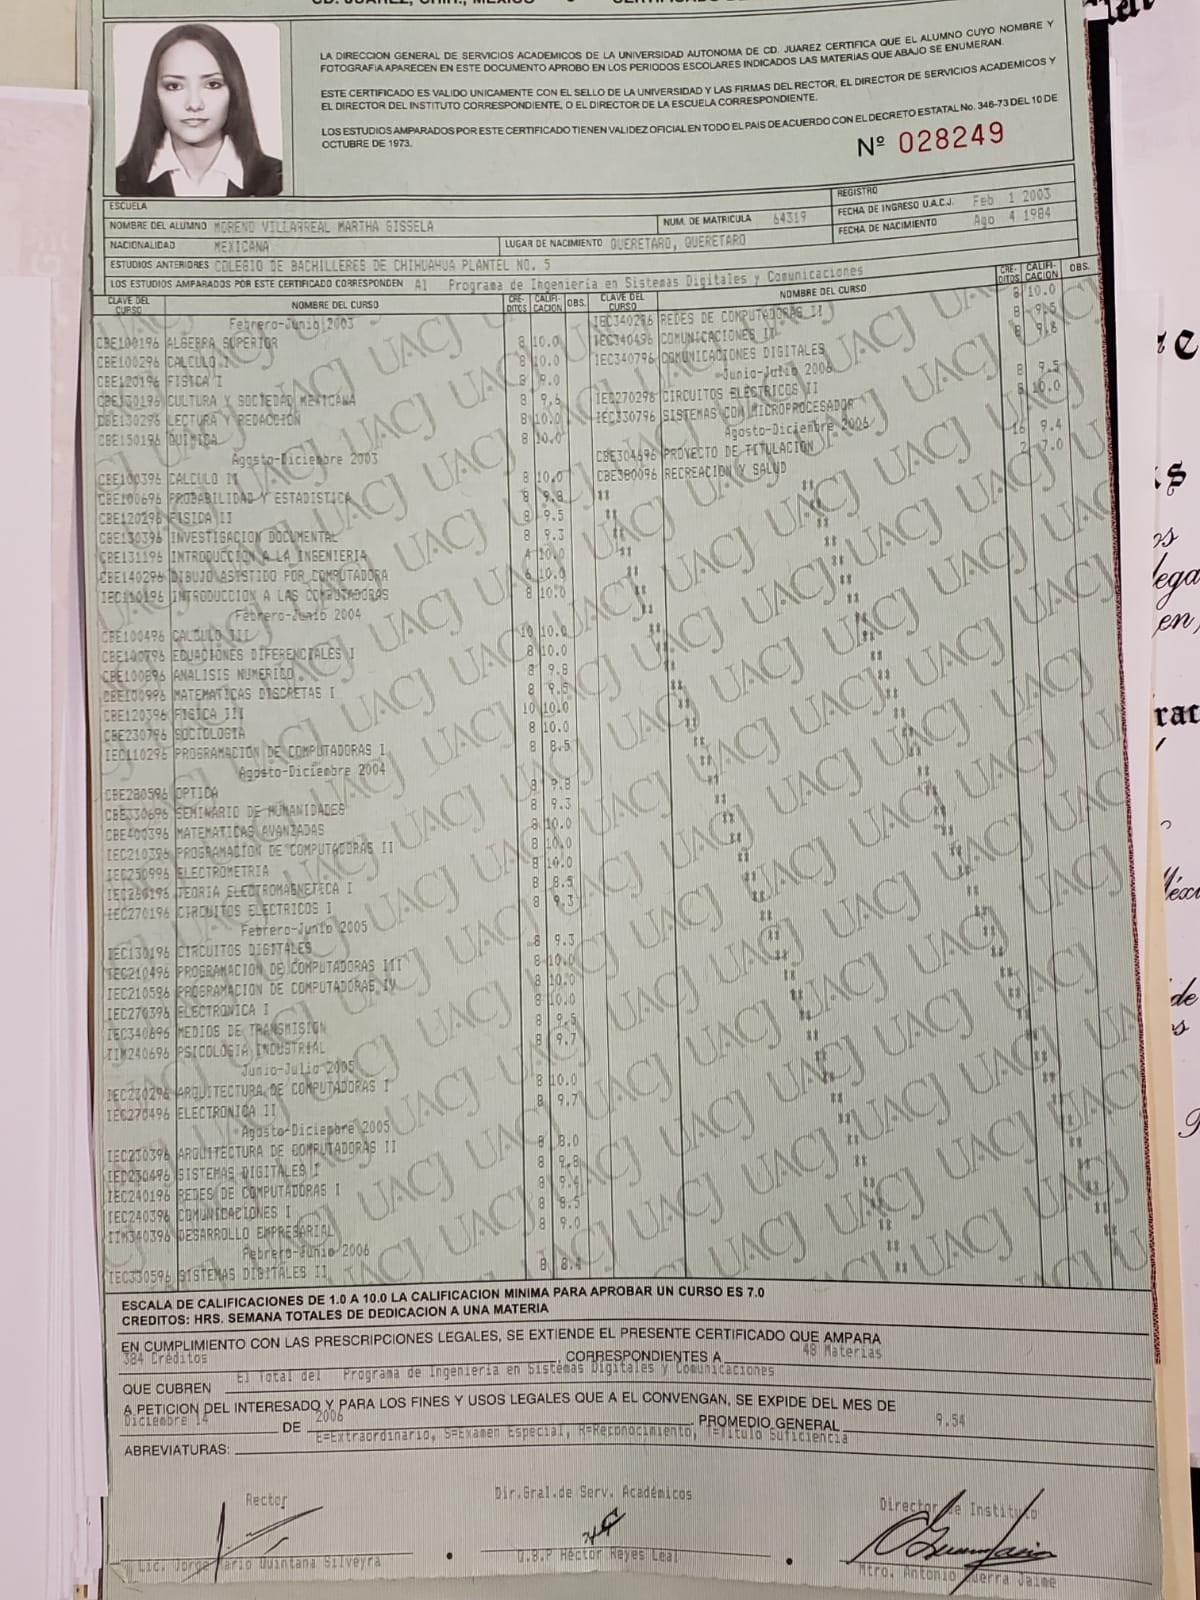 CD. JUAREZ, CHIH., MEXICO
LA DIRECCION GENERAL DE SERVICIOS ACADEMICOS DE LA UNIVERSIDAD AUTONOMA DE CD. JUAREZ CERTIFICA QUE EL ALUMNO CUYO NOMBRE Y
FOTOGRAFIA APARECEN EN ESTE DOCUMENTO APROBO EN LOS PERIODOS ESCOLARES INDICADOS LAS MATERIAS QUE ABAJO SE ENUMERAN.
ESTE CERTIFICADO ES VALIDO UNICAMENTE CON EL SELLO DE LA UNIVERSIDAD Y LAS FIRMAS DEL RECTOR, EL DIRECTOR DE SERVICIOS ACADEMICOS Y
EL DIRECTOR DEL INSTITUTO CORRESPONDIENTE, O EL DIRECTOR DE LA ESCUELA CORRESPONDIENTE.
LOS ESTUDIOS AMPARADOS POR ESTE CERTIFICADO TIENEN VALIDEZ OFICIAL EN TODO EL PAIS DE ACUERDO CON EL DECRETO ESTATAL No. 346-73 DEL 10 DE
OCTUBRE DE 1973.
Nº 028249
ESCUELA
REGISTRO
NOMBRE DEL ALUMNO MORENO VILLARREAL MARTHA GISSELA NUM. DE MATRICULA 64319 FECHA DE INGRESO U.A.C.J. Feb 1 2003
NACIONALIDAD MEXICANA LUGAR DE NACIMIENTO QUERETARO, QUERETARO FECHA DE NACIMIENTO Ago 4 1984
ESTUDIOS ANTERIORES COLEGIO DE BACHILLERES DE CHIHUAHUA PLANTEL NO. 5
LOS ESTUDIOS AMPARADOS POR ESTE CERTIFICADO CORRESPONDEN Al Programa de Ingeniería en Sistemas Digitales y Comunicaciones
CLAVE DEL CURSO NOMBRE DEL CURSO CRE-DITOS CALIFI-CACION OBS.
Febrero-Junio 2003
CBE100196 ALGEBRA SUPERIOR 8 10.0
CBE100296 CALCULO I 8 10.0
CBE120196 FISICA I 8 9.0
CBE130196 CULTURA Y SOCIEDAD MEXICANA 8 9.6
CBE130296 LECTURA Y REDACCION 8 10.0
CBE150196 QUIMICA 8 10.0
Agosto-Diciembre 2003
CBE100396 CALCULO II 8 10.0
CBE100696 PROBABILIDAD Y ESTADISTICA 8 9.8
CBE120296 FISICA II 8 9.5
CBE130396 INVESTIGACION DOCUMENTAL 8 9.3
CBE131196 INTRODUCCION A LA INGENIERIA 4 10.0
CBE140296 DIBUJO ASISTIDO POR COMPUTADORA 6 10.0
IEC110196 INTRODUCCION A LAS COMPUTADORAS 8 10.0
Febrero-Junio 2004
CBE100496 CALCULO III 10 10.0
CBE100796 ECUACIONES DIFERENCIALES I 8 10.0
CBE100896 ANALISIS NUMERICO 8 9.8
CBE100996 MATEMATICAS DISCRETAS I 8 9.5
CBE120396 FISICA III 10 10.0
CBE230796 SOCIOLOGIA 8 10.0
IEC110296 PROGRAMACION DE COMPUTADORAS I 8 8.5
Agosto-Diciembre 2004
CBE280596 OPTICA 8 9.8
CBE330696 SEMINARIO DE HUMANIDADES 8 9.3
CBE400396 MATEMATICAS AVANZADAS 8 10.0
IEC210396 PROGRAMACION DE COMPUTADORAS II 8 10.0
IEC250996 ELECTROMETRIA 8 10.0
IEC260196 TEORIA ELECTROMAGNETICA I 8 8.5
IEC270196 CIRCUITOS ELECTRICOS I 8 9.3
Febrero-Junio 2005
IEC130196 CIRCUITOS DIGITALES 8 9.3
IEC210496 PROGRAMACION DE COMPUTADORAS III 8 10.0
IEC210596 PROGRAMACION DE COMPUTADORAS IV 8 10.0
IEC270396 ELECTRONICA I 8 10.0
IEC340896 MEDIOS DE TRANSMISION 8 9.5
IIM240696 PSICOLOGIA INDUSTRIAL 8 9.7
Junio-Julio 2005
IEC230296 ARQUITECTURA DE COMPUTADORAS I 8 10.0
IEC270496 ELECTRONICA II 8 9.7
Agosto-Diciembre 2005
IEC230396 ARQUITECTURA DE COMPUTADORAS II 8 8.0
IEC230496 SISTEMAS DIGITALES I 8 9.8
IEC240196 REDES DE COMPUTADORAS I 8 9.4
IEC240396 COMUNICACIONES I 8 8.5
IIM340396 DESARROLLO EMPRESARIAL 8 9.0
Febrero-Junio 2006
IEC330596 SISTEMAS DIGITALES II 8 8.4
CLAVE DEL CURSO NOMBRE DEL CURSO CRE-DITOS CALIFI-CACION OBS.
IEC340296 REDES DE COMPUTADORAS II 8 10.0
IEC340496 COMUNICACIONES II 8 9.5
IEC340796 COMUNICACIONES DIGITALES 8 9.8
Junio-Julio 2006
IEC270296 CIRCUITOS ELECTRICOS II 8 9.5
IEC330796 SISTEMAS CON MICROPROCESADOR 8 10.0
Agosto-Diciembre 2006
CBE304696 PROYECTO DE TITULACION 16 9.4
CBE380096 RECREACION Y SALUD 2 7.0
ESCALA DE CALIFICACIONES DE 1.0 A 10.0 LA CALIFICACION MINIMA PARA APROBAR UN CURSO ES 7.0
CREDITOS: HRS. SEMANA TOTALES DE DEDICACION A UNA MATERIA
EN CUMPLIMIENTO CON LAS PRESCRIPCIONES LEGALES, SE EXTIENDE EL PRESENTE CERTIFICADO QUE AMPARA
384 Créditos , CORRESPONDIENTES A 48 Materias
QUE CUBREN El Total del Programa de Ingeniería en Sistemas Digitales y Comunicaciones
A PETICION DEL INTERESADO Y PARA LOS FINES Y USOS LEGALES QUE A EL CONVENGAN, SE EXPIDE DEL MES DE
Diciembre 14 DE 2006 . PROMEDIO GENERAL 9.54
ABREVIATURAS: E=Extraordinario, S=Examen Especial, R=Reconocimiento, T=Título Suficiencia
Rector Dir.Gral.de Serv. Académicos Director de Instituto
Lic. Jorge Mario Quintana Silveyra Q.B.P Héctor Reyes Leal Mtro. Antonio Guerra Jaime